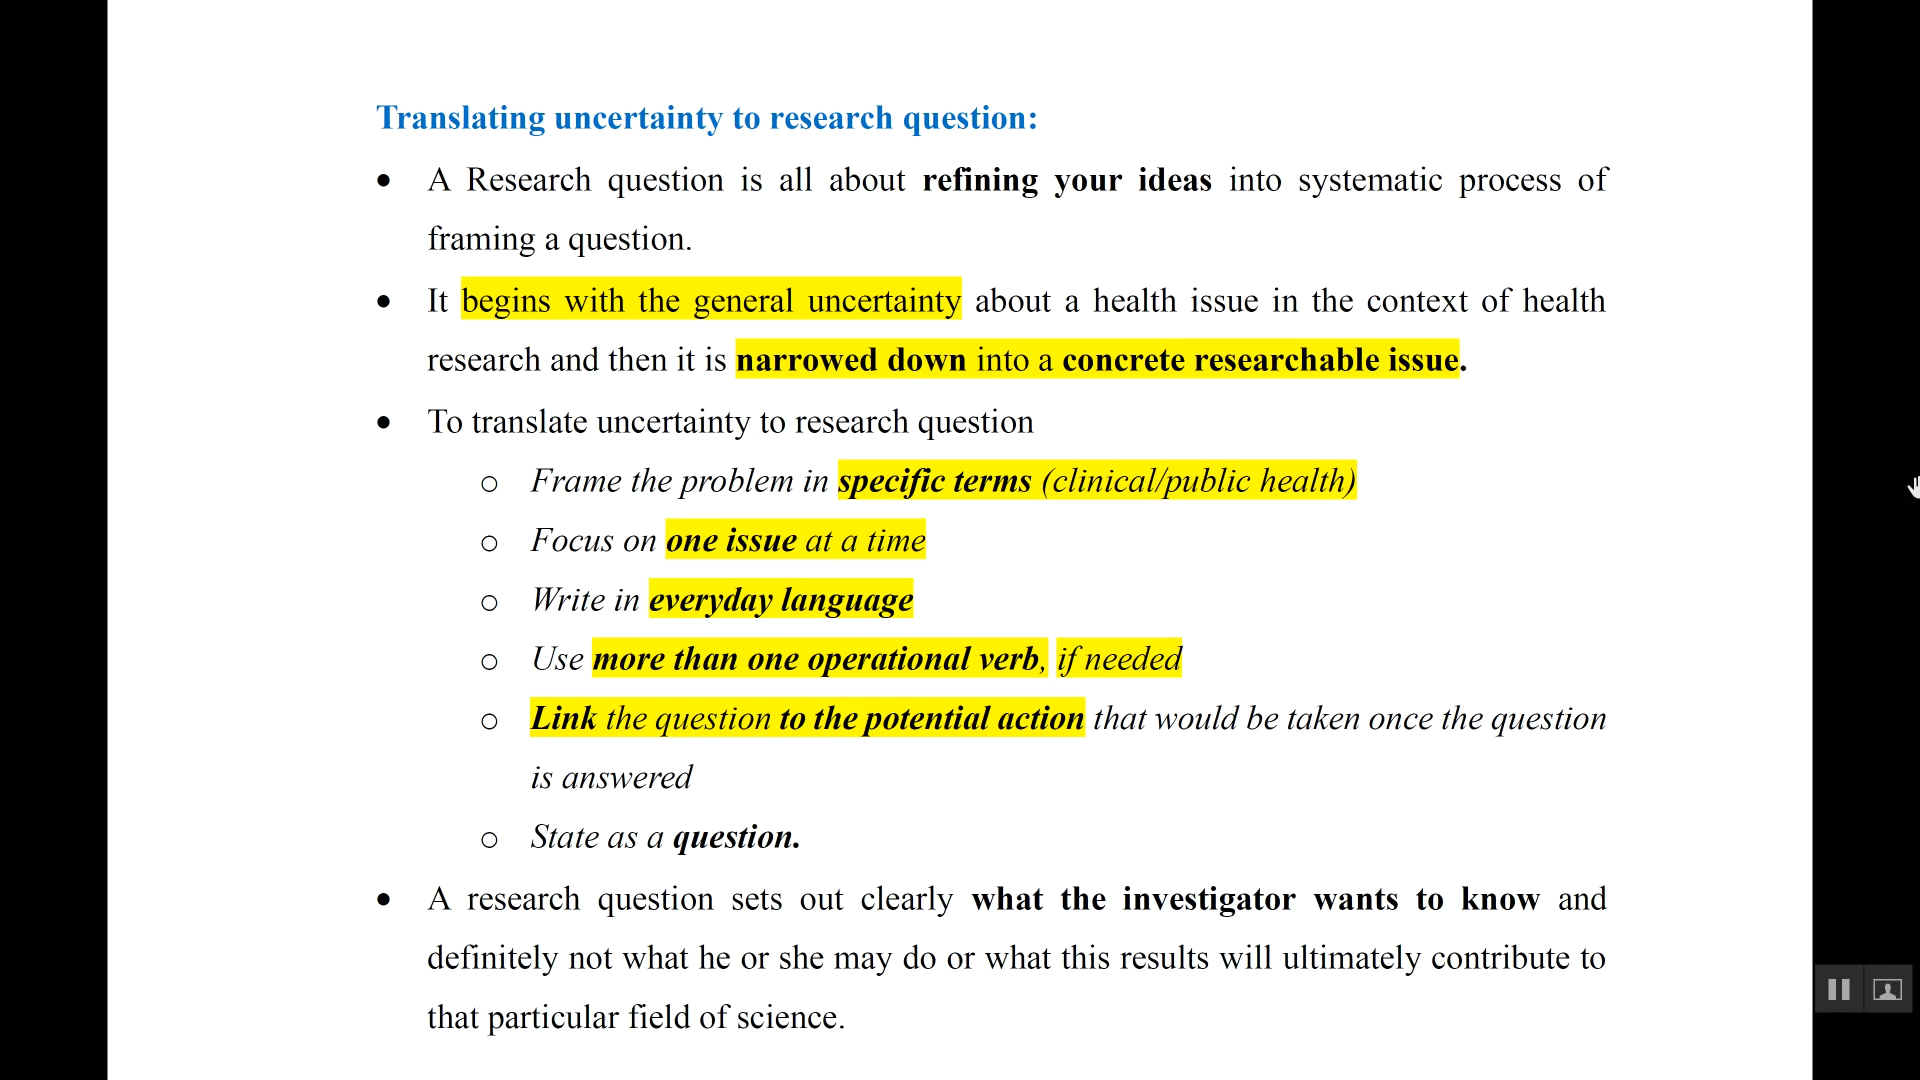 Translating uncertainty to research question:
• A Research question is all about refining your ideas into systematic process of
framing a question.
• It begins with the general uncertainty about a health issue in the context of health
research and then it is narrowed down into a concrete researchable issue.
• To translate uncertainty to research question
o Frame the problem in specific terms (clinical/public health)
o Focus on one issue at a time
o Write in everyday language
o Use more than one operational verb, if needed
o Link the question to the potential action that would be taken once the question
is answered
o State as a question.
• A research question sets out clearly what the investigator wants to know and
definitely not what he or she may do or what this results will ultimately contribute to
that particular field of science.